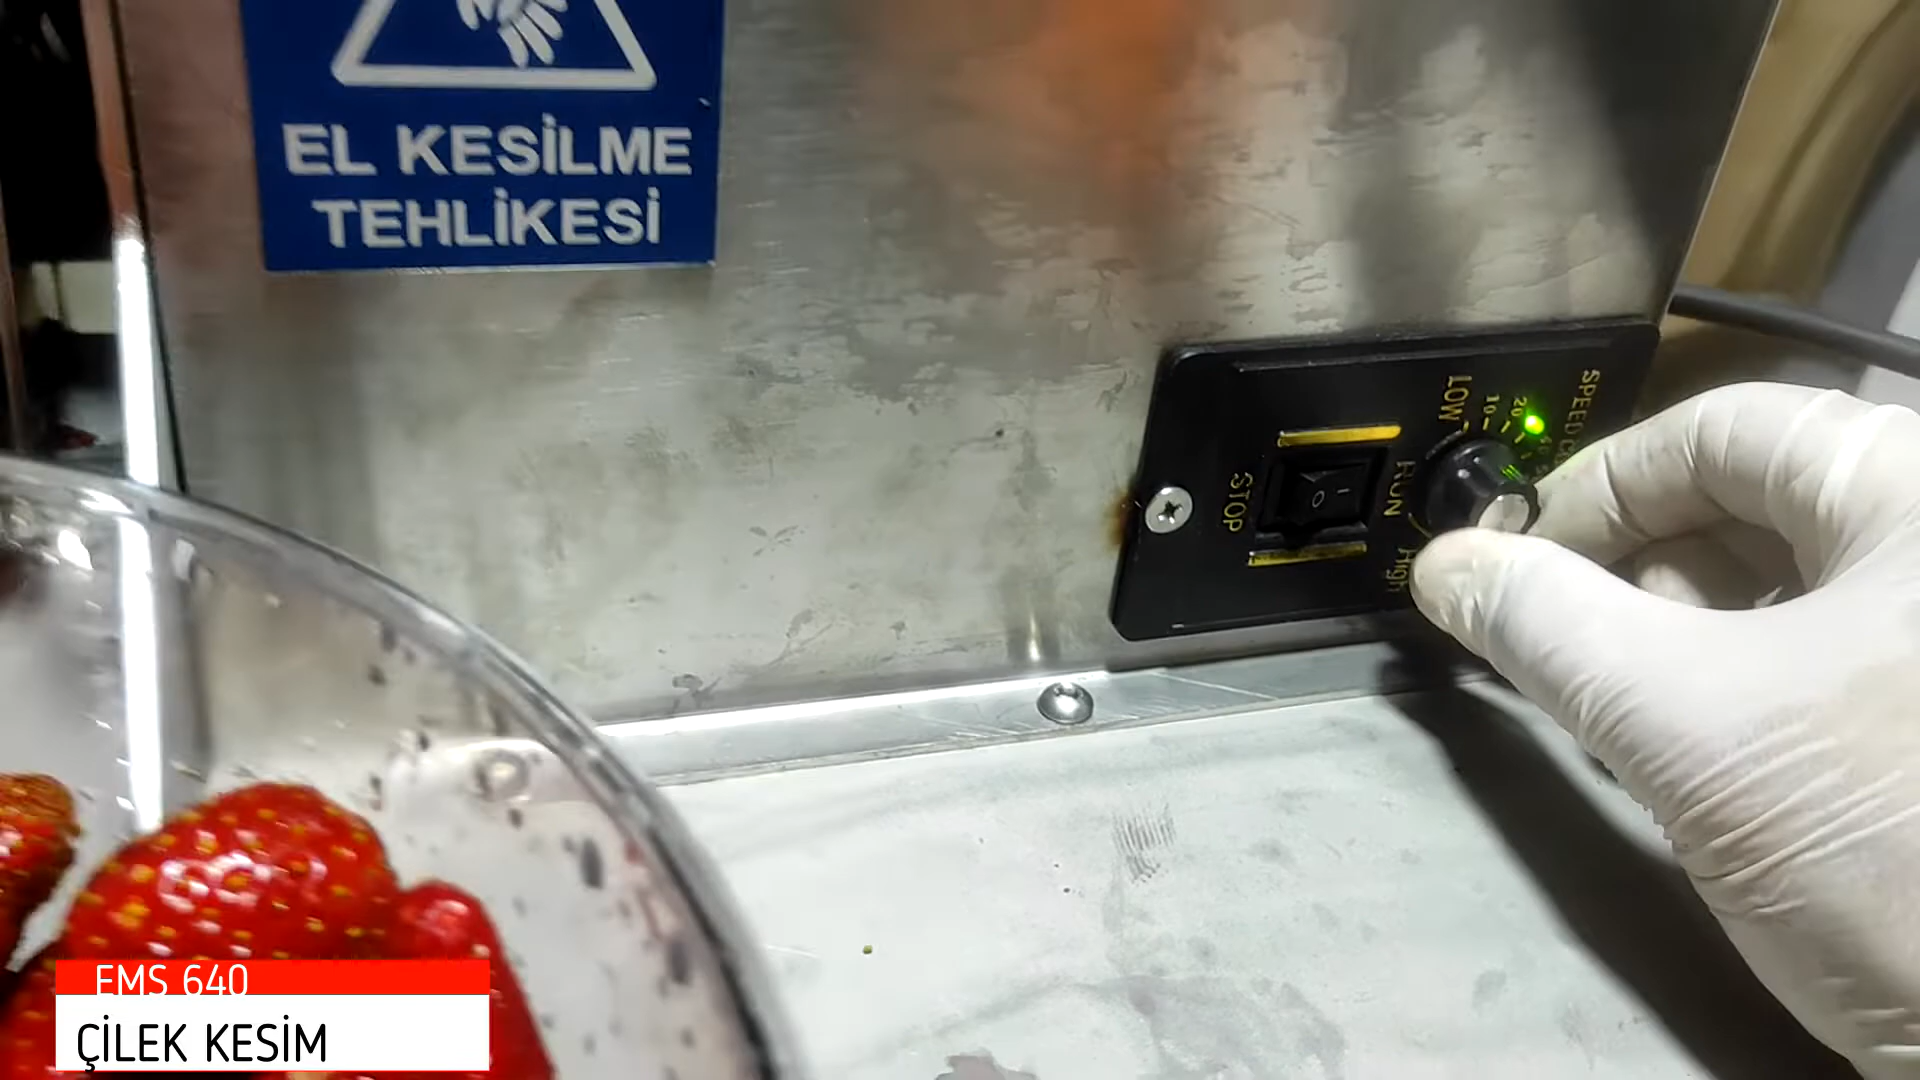 EL KESİLME
TEHLİKESİ
SPEED
LOW
10
20
RUN
STOP
High
EMS 640
ÇİLEK KESİM